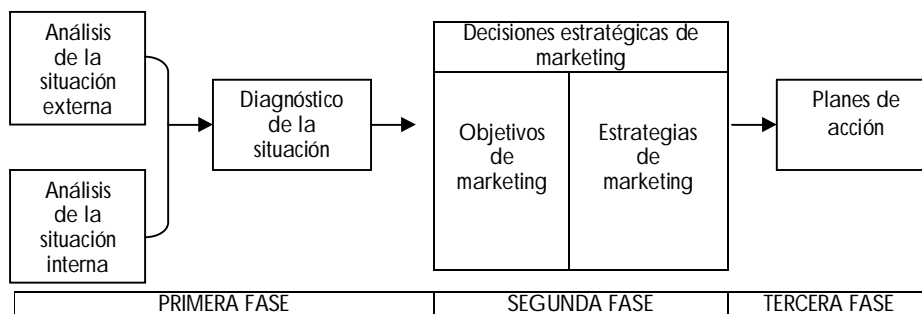 Análisis
de la
situación
externa
Análisis
de la
situación
interna
Diagnóstico
de la
situación
Decisiones estratégicas de
marketing
Objetivos
de
marketing
Estrategias
de
marketing
Planes de
acción
PRIMERA FASE
SEGUNDA FASE
TERCERA FASE